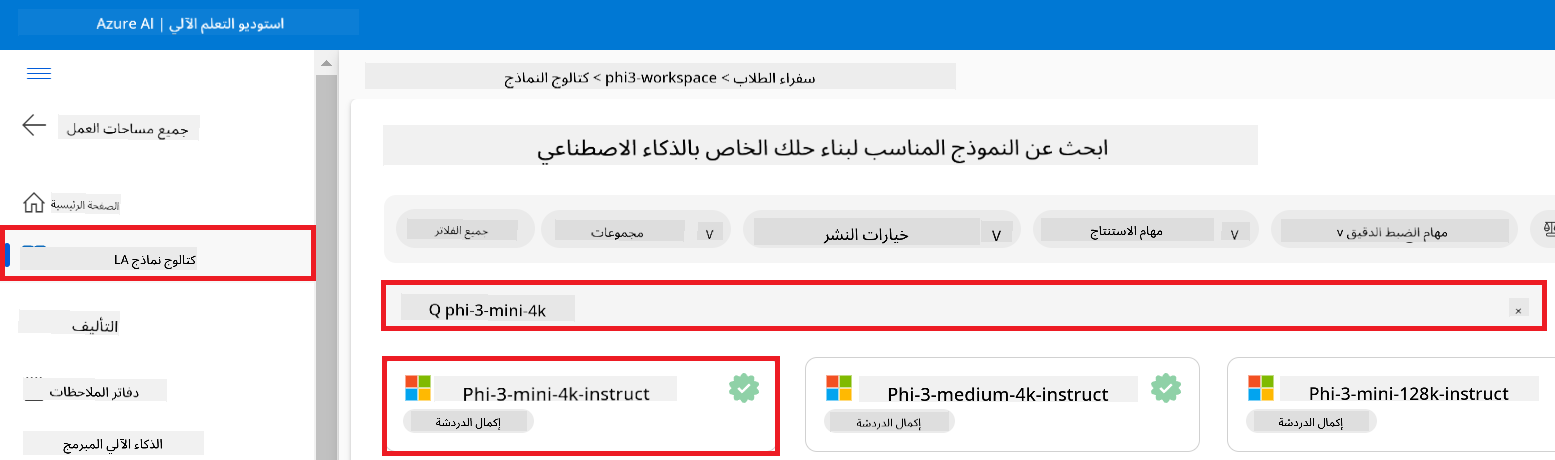 Azure AI | استوديو التعلم الآلي
سفراء الطلاب > phi3-workspace > كتالوج النماذج
جميع مساحات العمل
الصفحة الرئيسية
كتالوج نماذج LA
التأليف
دفاتر الملاحظات
الذكاء الآلي المبرمج
ابحث عن النموذج المناسب لبناء حلك الخاص بالذكاء الاصطناعي
جميع الفلاتر
مجموعات v
خيارات النشر v
مهام الاستنتاج v
مهام الضبط الدقيق v
Q phi-3-mini-4k ×
Phi-3-mini-4k-instruct
إكمال الدردشة
Phi-3-medium-4k-instruct
إكمال الدردشة
Phi-3-mini-128k-instruct
إكمال الدردشة